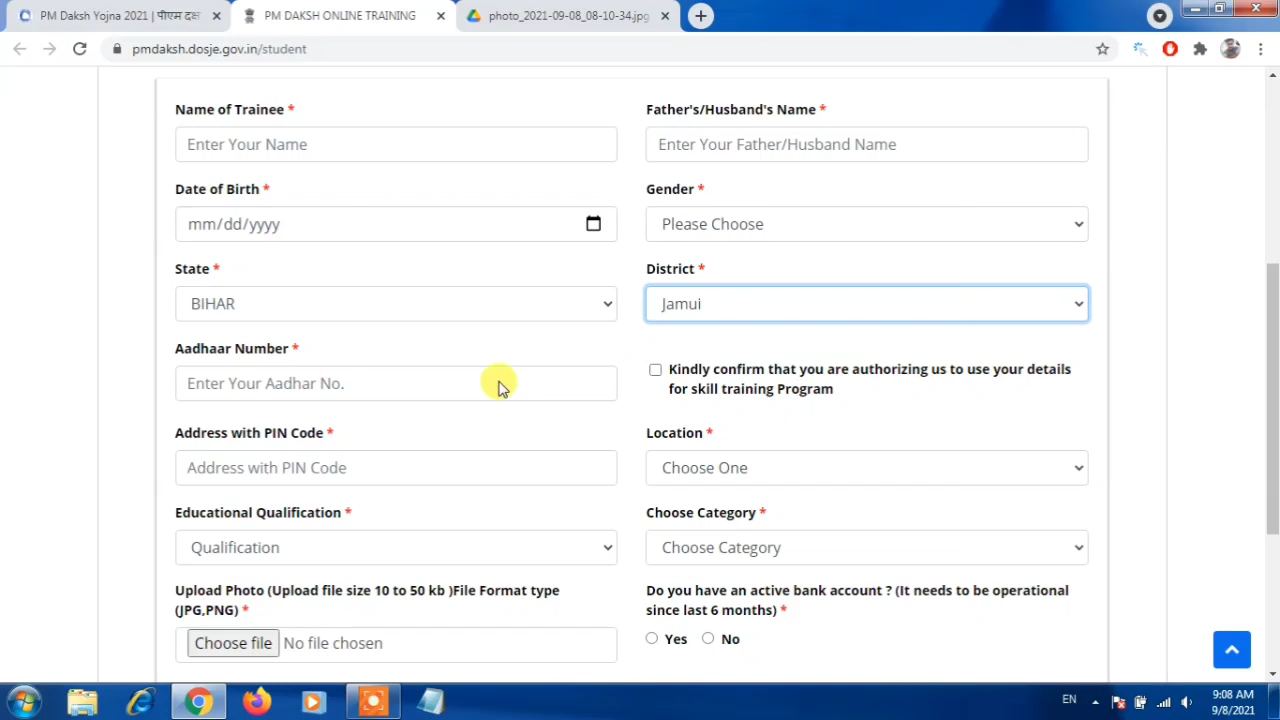 PM Daksh Yojna 2021 | पीएम दक्ष
PM DAKSH ONLINE TRAINING
photo_2021-09-08_08-10-34.jpg
pmdaksh.dosje.gov.in/student
Name of Trainee *
Father's/Husband's Name *
Enter Your Name
Enter Your Father/Husband Name
Date of Birth *
Gender *
mm/dd/yyyy
Please Choose
State *
District *
BIHAR
Jamui
Aadhaar Number *
Enter Your Aadhar No.
Kindly confirm that you are authorizing us to use your details
for skill training Program
Address with PIN Code *
Location *
Address with PIN Code
Choose One
Educational Qualification *
Choose Category *
Qualification
Choose Category
Upload Photo (Upload file size 10 to 50 kb )File Format type
(JPG,PNG) *
Do you have an active bank account ? (It needs to be operational
since last 6 months) *
Choose file No file chosen
Yes No
EN
9:08 AM
9/8/2021